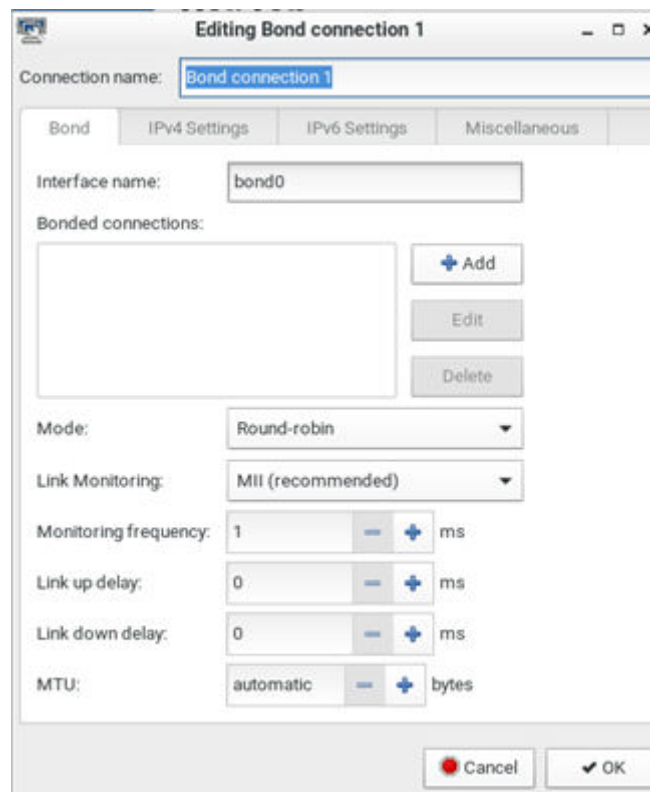 Editing Bond connection 1
Connection name: Bond connection 1
Bond IPv4 Settings IPv6 Settings Miscellaneous
Interface name: bond0
Bonded connections:
Add
Edit
Delete
Mode: Round-robin
Link Monitoring: MII (recommended)
Monitoring frequency: 1 ms
Link up delay: 0 ms
Link down delay: 0 ms
MTU: automatic bytes
Cancel OK